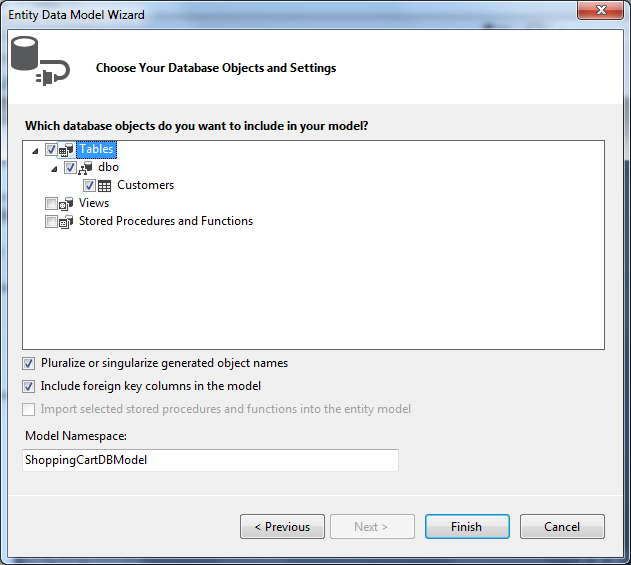 Entity Data Model Wizard
Choose Your Database Objects and Settings
Which database objects do you want to include in your model?
Tables
dbo
Customers
Views
Stored Procedures and Functions
Pluralize or singularize generated object names
Include foreign key columns in the model
Import selected stored procedures and functions into the entity model
Model Namespace:
ShoppingCartDBModel
< Previous
Next >
Finish
Cancel